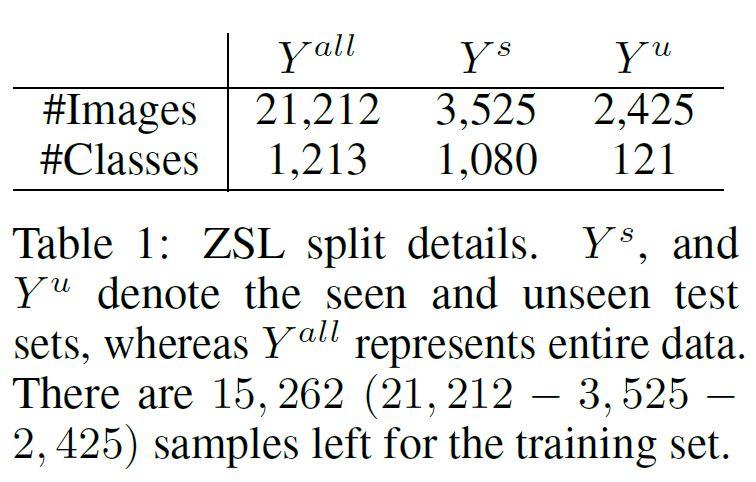 Y^{all} Y^s Y^u
#Images 21,212 3,525 2,425
#Classes 1,213 1,080 121
Table 1: ZSL split details. Y^s, and
Y^u denote the seen and unseen test
sets, whereas Y^{all} represents entire data.
There are 15, 262 (21, 212 − 3, 525 −
2, 425) samples left for the training set.